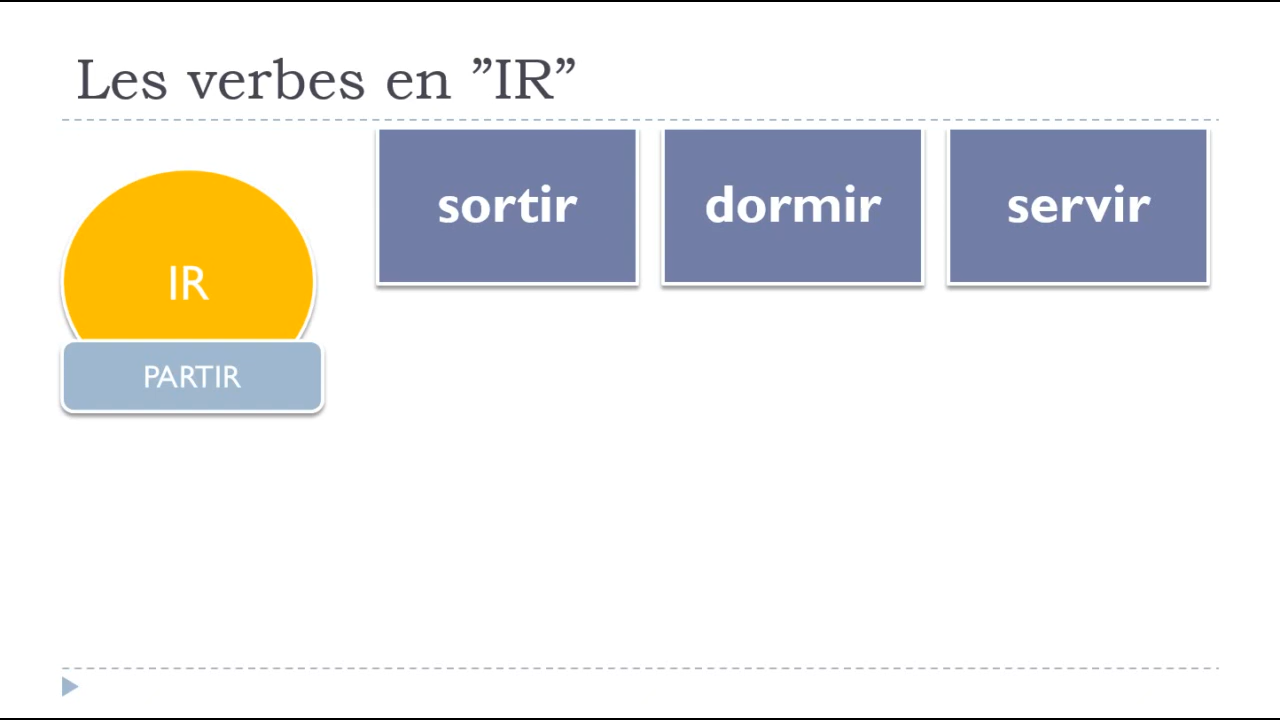 Les verbes en ”IR”
sortir
dormir
servir
IR
PARTIR